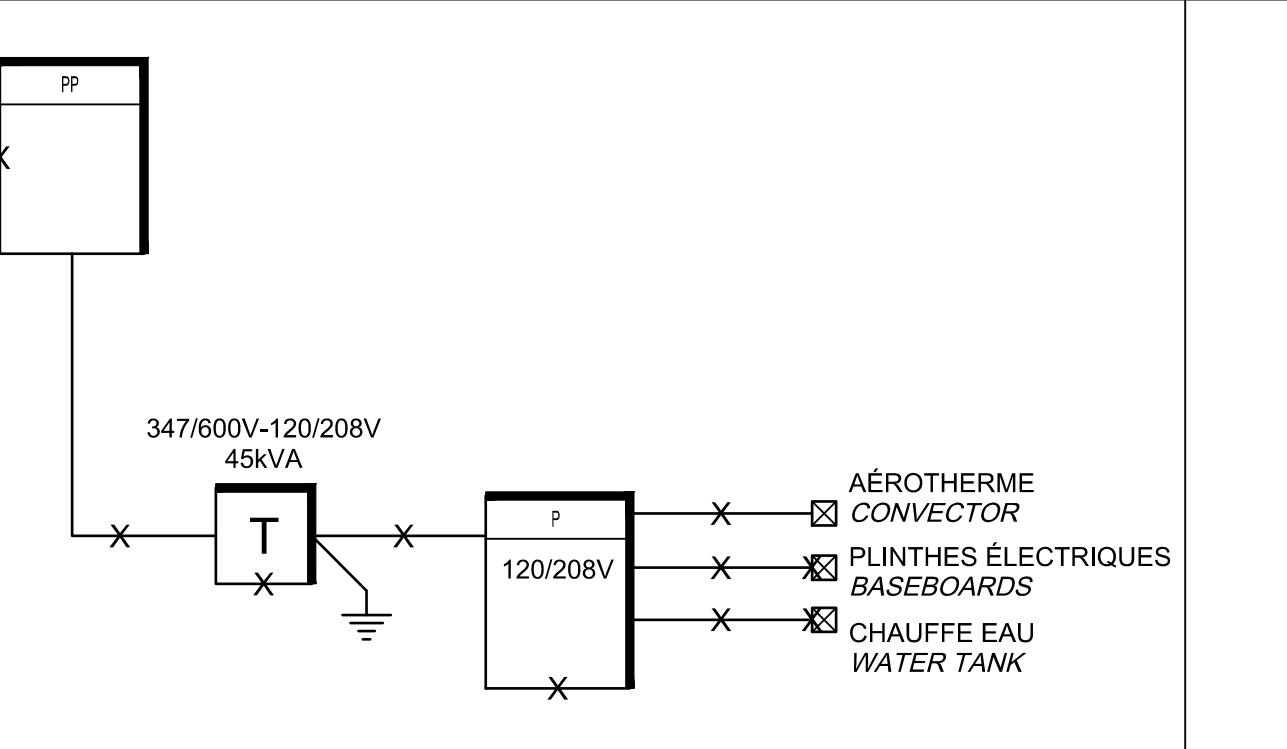 PP
347/600V-120/208V
45kVA
T
P
120/208V
AÉROTHERME
CONVECTOR
PLINTHES ÉLECTRIQUES
BASEBOARDS
CHAUFFE EAU
WATER TANK